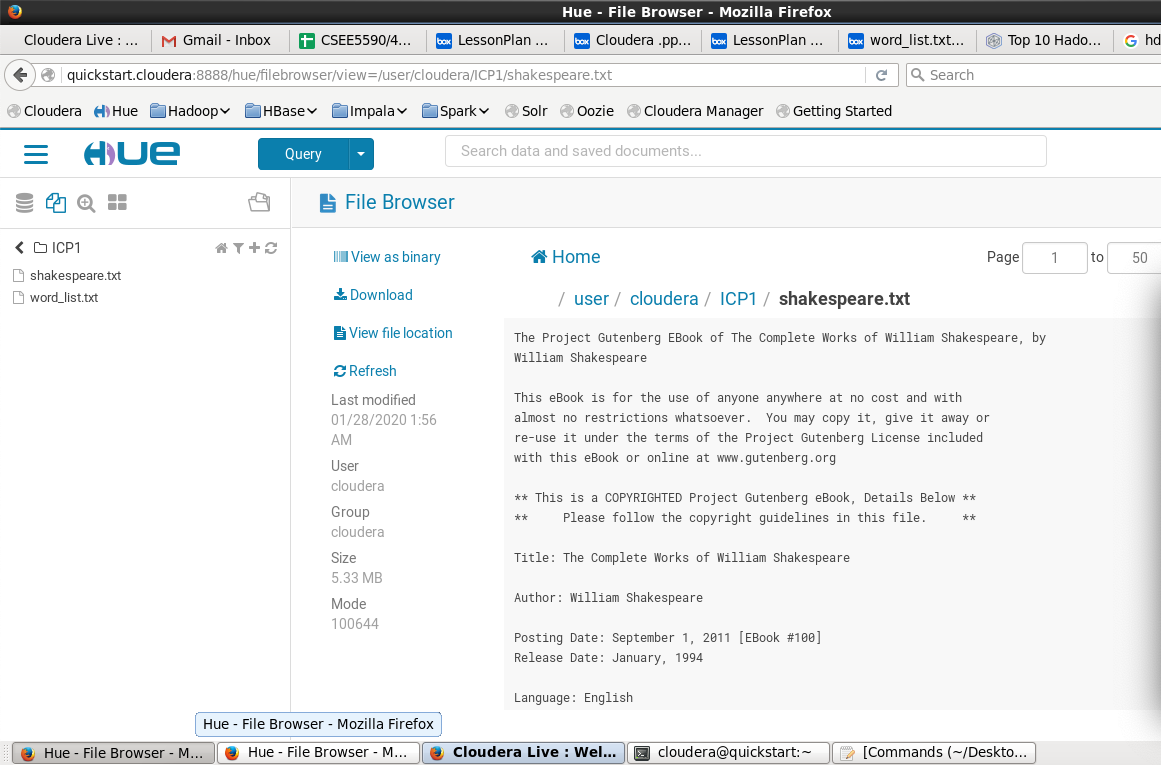 Hue - File Browser - Mozilla Firefox
Cloudera Live : ...
Gmail - Inbox
CSEE5590/4...
LessonPlan ...
Cloudera .pp...
LessonPlan ...
word_list.txt...
Top 10 Hado...
hd
quickstart.cloudera:8888/hue/filebrowser/view=/user/cloudera/ICP1/shakespeare.txt
Search
Cloudera
Hue
Hadoop
HBase
Impala
Spark
Solr
Oozie
Cloudera Manager
Getting Started
HUE
Query
Search data and saved documents...
File Browser
ICP1
shakespeare.txt
word_list.txt
View as binary
Download
View file location
Refresh
Last modified
01/28/2020 1:56
AM
User
cloudera
Group
cloudera
Size
5.33 MB
Mode
100644
Home
Page 1 to 50
/ user / cloudera / ICP1 / shakespeare.txt
The Project Gutenberg EBook of The Complete Works of William Shakespeare, by
William Shakespeare
This eBook is for the use of anyone anywhere at no cost and with
almost no restrictions whatsoever.  You may copy it, give it away or
re-use it under the terms of the Project Gutenberg License included
with this eBook or online at www.gutenberg.org
** This is a COPYRIGHTED Project Gutenberg eBook, Details Below **
**     Please follow the copyright guidelines in this file.     **
Title: The Complete Works of William Shakespeare
Author: William Shakespeare
Posting Date: September 1, 2011 [EBook #100]
Release Date: January, 1994
Language: English
Hue - File Browser - Mozilla Firefox
Hue - File Browser - M...
Hue - File Browser - M...
Cloudera Live : Wel...
cloudera@quickstart:~
[Commands (~/Deskto...